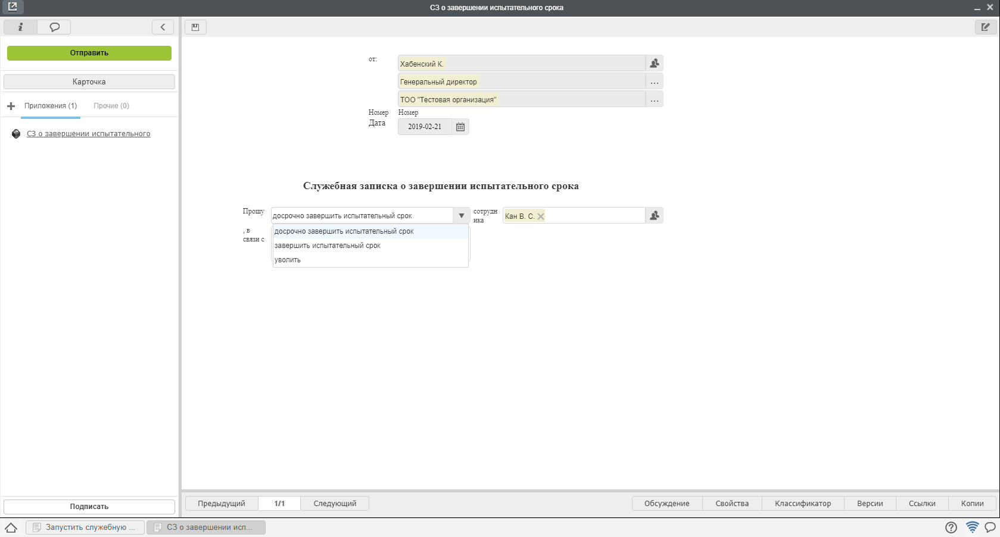 СЗ о завершении испытательного срока
Отправить
Карточка
Приложения (1) Прочие (0)
СЗ о завершении испытательного
Подписать
от:
Хабенский К.
Генеральный директор
...
ТОО "Тестовая организация"
...
Номер Номер
Дата 2019-02-21
Служебная записка о завершении испытательного срока
Прошу досрочно завершить испытательный срок
сотрудн
ика
Кан В. С.
, в
связи с
досрочно завершить испытательный срок
завершить испытательный срок
уволить
Предыдущий 1/1 Следующий
Обсуждение Свойства Классификатор Версии Ссылки Копии
Запустить служебную ...
СЗ о завершении исп...